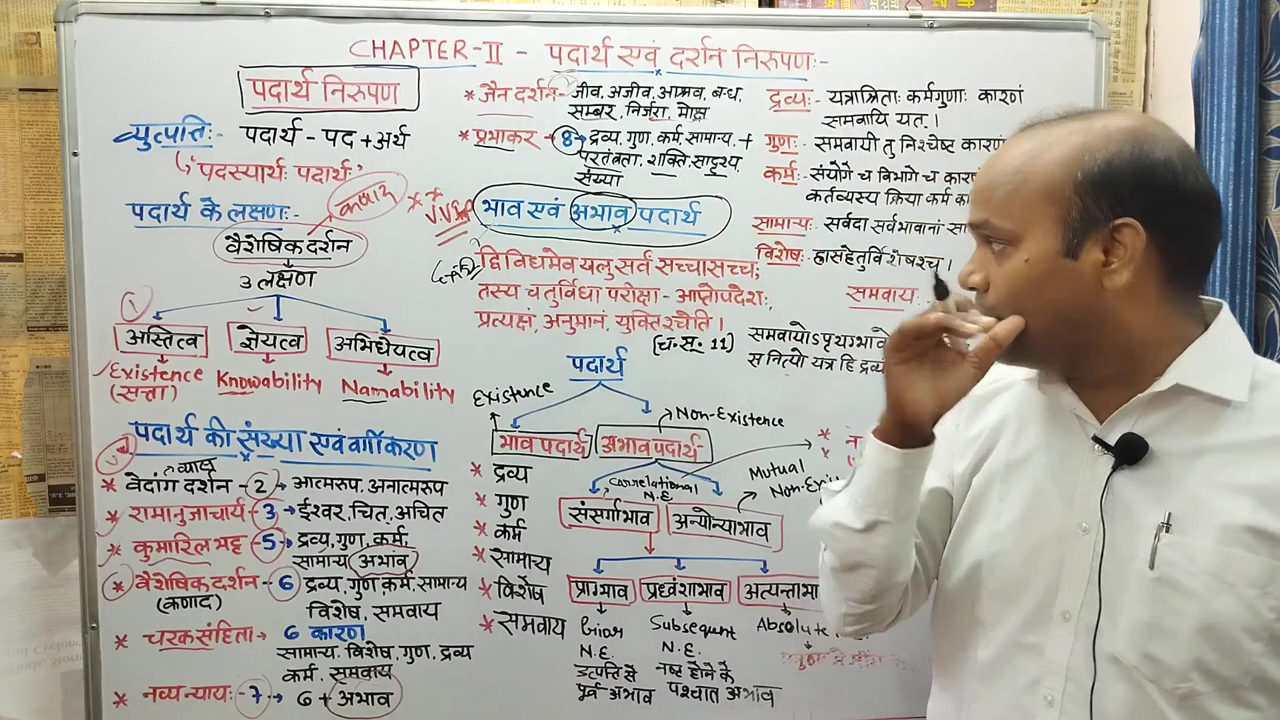 CHAPTER-II - पदार्थ एवं दर्शन निरुपणः-
पदार्थ निरुपण
व्युत्पत्तिः- पदार्थ - पद + अर्थ
"पदस्यार्थः पदार्थः"
पदार्थ के लक्षणः-
कणाद
वैशेषिक दर्शन
3 लक्षण
अस्तित्व ज्ञेयत्व अभिधेयत्व
Existence Knowability Namability
(सत्ता)
पदार्थ की संख्या एवं वर्गीकरण
* वेदांग दर्शन - 2 → आत्मरुप, अनात्मरुप
* रामानुजाचार्य - 3 → ईश्वर, चित, अचित
* कुमारिल भट्ट - 5 → द्रव्य, गुण, कर्म,
सामान्य, अभाव
* वैशेषिक दर्शन - 6 द्रव्य, गुण, कर्म, सामान्य
(कणाद) विशेष, समवाय
* चरक संहिता → 6 कारण
सामान्य, विशेष, गुण, द्रव्य
कर्म, समवाय
* नव्य न्यायः - 7 → 6 + अभाव
* जैन दर्शन - जीव, अजीव, आश्रव, बन्ध,
सम्बर, निर्जरा, मोक्ष
* प्रभाकर → 8 → द्रव्य, गुण, कर्म, सामान्य, +
परतंत्रता, शक्ति, सादृश्य,
संख्या
भाव एवं अभाव पदार्थ
द्विविधमेव खलु सर्वं सच्चासच्च;
तस्य चतुर्विधा परीक्षा - आप्तोपदेशः,
प्रत्यक्षं, अनुमानं, युक्तिश्चेति।
(च. सू. 11)
पदार्थ
Existence Non-Existence
भाव पदार्थ अभाव पदार्थ
* द्रव्य
* गुण
* कर्म
* सामान्य
* विशेष
* समवाय
Correlational
N.E.
Mutual
संसर्गाभाव अन्योन्याभाव
प्राग्भाव प्रध्वंशाभाव
Prior Subsequent Absolute
N.E. N.E.
उत्पत्ति से नष्ट होने के
पूर्व अभाव पश्चात अभाव
द्रव्यः- यत्राश्रिताः कर्मगुणाः कारणं
समवायि यत्।
गुणः- समवायी तु निश्चेष्ट कारणं
कर्मः- संयोगे च विभागे च
कर्तव्यस्य क्रिया कर्म
सामान्यः सर्वदा सर्वभावानां
विशेषः ह्रासहेतुर्विशेषश्च।
समवाय
समवायोऽपृथग्भावो
स नित्यो यत्र हि